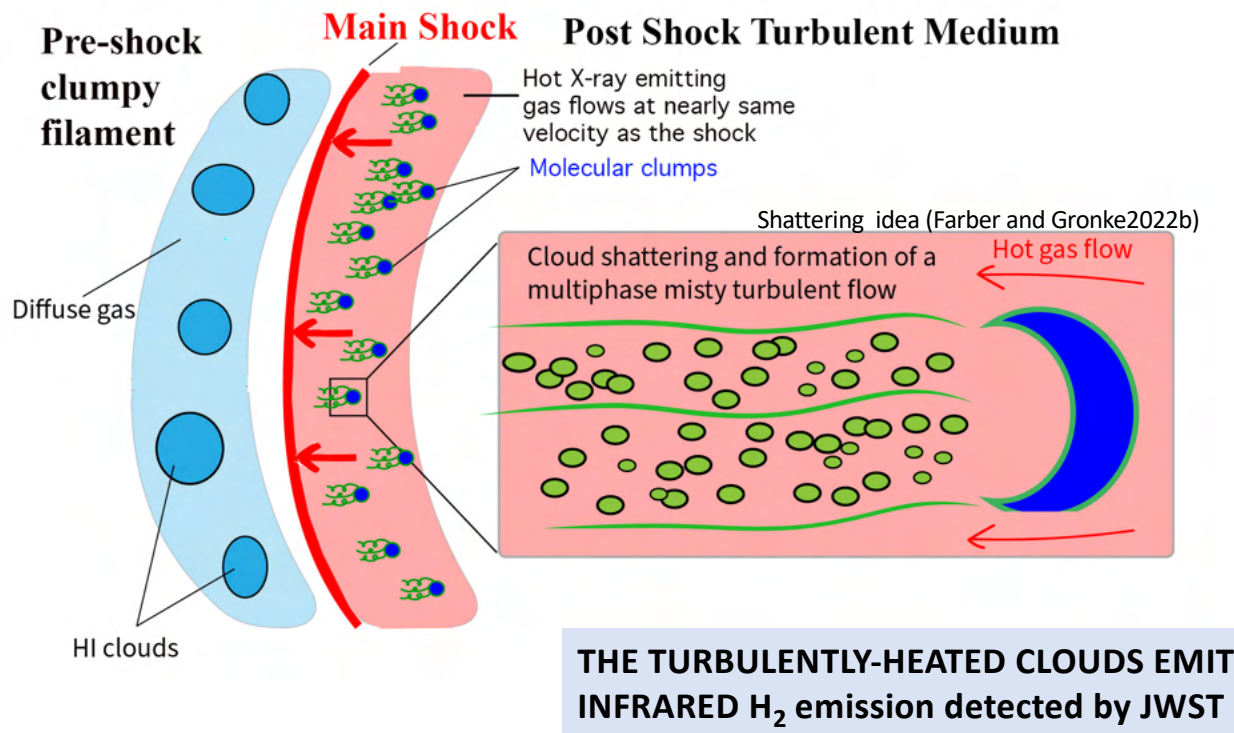 Pre-shock
clumpy
filament
Main Shock
Post Shock Turbulent Medium
Hot X-ray emitting
gas flows at nearly same
velocity as the shock
Molecular clumps
Shattering idea (Farber and Gronke2022b)
Cloud shattering and formation of a
multiphase misty turbulent flow
Hot gas flow
Diffuse gas
HI clouds
THE TURBULENTLY-HEATED CLOUDS EMIT
INFRARED H₂ emission detected by JWST